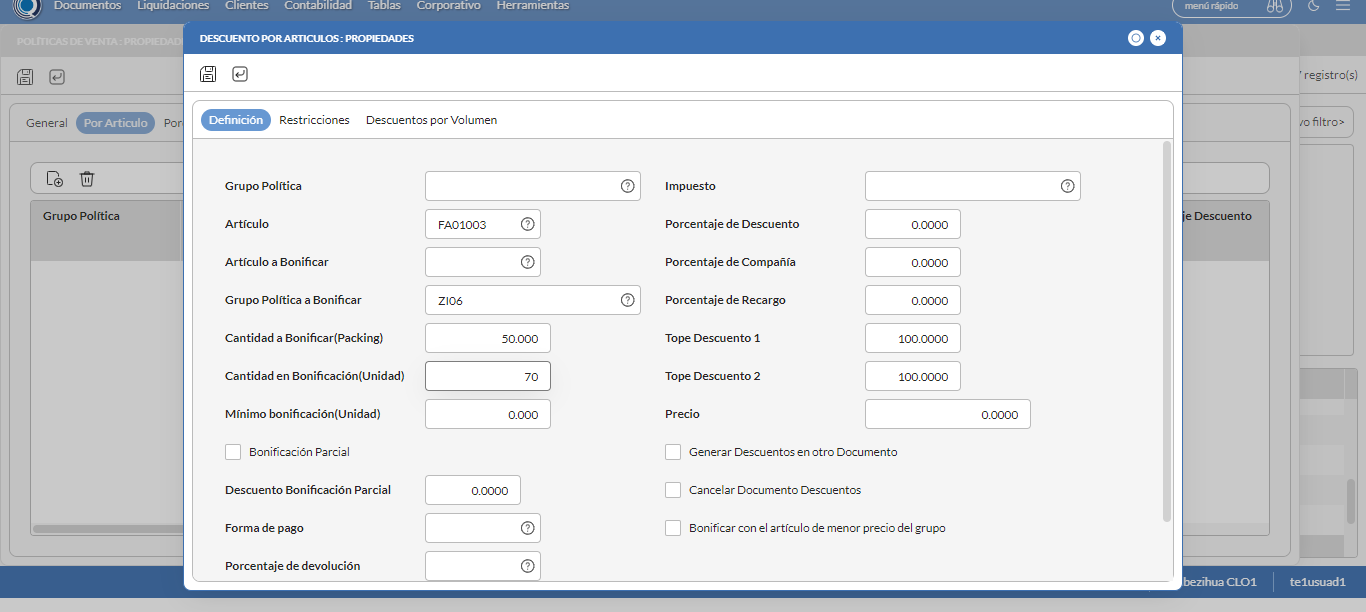 Documentos Liquidaciones Clientes Contabilidad Tablas Corporativo Herramientas menú rápido
POLÍTICAS DE VENTA : PROPIEDAD
DESCUENTO POR ARTICULOS : PROPIEDADES
registro(s)
General Por Articulo Por
vo filtro>
Definición Restricciones Descuentos por Volumen
Grupo Política
je Descuento
Grupo Política
Impuesto
Artículo FA01003
Porcentaje de Descuento 0.0000
Artículo a Bonificar
Porcentaje de Compañía 0.0000
Grupo Política a Bonificar ZI06
Porcentaje de Recargo 0.0000
Cantidad a Bonificar(Packing) 50.000
Tope Descuento 1 100.0000
Cantidad en Bonificación(Unidad) 70
Tope Descuento 2 100.0000
Mínimo bonificación(Unidad) 0.000
Precio 0.0000
Bonificación Parcial
Generar Descuentos en otro Documento
Descuento Bonificación Parcial 0.0000
Cancelar Documento Descuentos
Forma de pago
Bonificar con el artículo de menor precio del grupo
Porcentaje de devolución
bezihua CLO1 te1usuad1